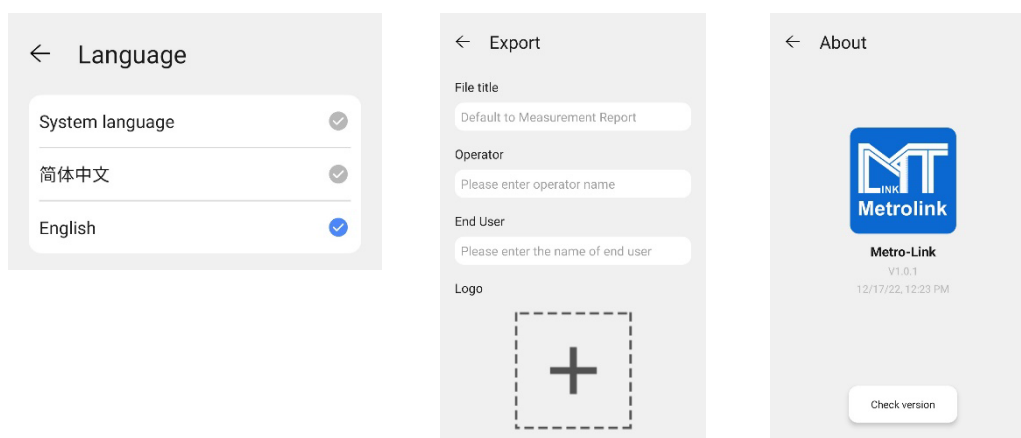 Language
System language
简体中文
English
Export
File title
Default to Measurement Report
Operator
Please enter operator name
End User
Please enter the name of end user
Logo
About
MT
LINK
Metrolink
Metro-Link
V1.0.1
12/17/22, 12:23 PM
Check version